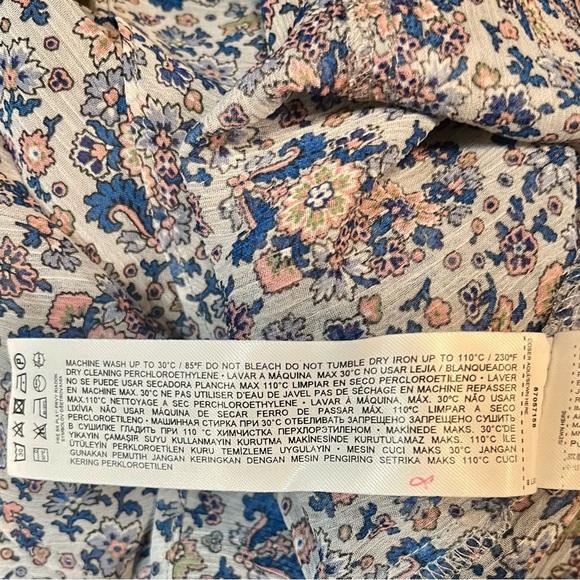 MACHINE WASH UP TO 30°C / 85°F DO NOT BLEACH DO NOT TUMBLE DRY IRON UP TO 110°C / 230°F
DRY CLEANING PERCHLOROETHYLENE • LAVAR A MÁQUINA MAX 30°C NO USAR LEJIA / BLANQUEADOR
NO SE PUEDE USAR SECADORA PLANCHA MAX 110°C LIMPIAR EN SECO PERCLOROETILENO • LAVER
EN MACHINE MAX. 30°C NE PAS UTILISER D'EAU DE JAVEL PAS DE SÉCHAGE EN MACHINE REPASSER
MAX.110°C NETTOYAGE A SEC PERCHLORETHYLENE • LAVAR A MÁQUINA MÁX. 30ºC NÃO USAR
LIXÍVIA NÃO USAR MÁQUINA DE SECAR FERRO DE PASSAR MÁX. 110ºC LIMPAR A SECO
PERCLOROETILENO • МАШИННАЯ СТИРКА ПРИ 30°C ОТБЕЛИВАТЬ ЗАПРЕЩЕНО ЗАПРЕЩЕНО СУШИТЬ
В СУШИЛКЕ ГЛАДИТЬ ПРИ 110 °C ХИМЧИСТКА ПЕРХЛОРЭТИЛЕНОМ • MAKİNEDE MAKS. 30°C'DE
YIKAYIN ÇAMAŞIR SUYU KULLANMAYIN KURUTMA MAKİNESİNDE KURUTULAMAZ MAKS. 110°C İLE
ÜTÜLEYİN PERKLOROETİLEN KURU TEMİZLEME UYGULAYIN • MESIN CUCI MAKS 30°C JANGAN
GUNAKAN PEMUTIH JANGAN KERINGKAN DENGAN MESIN PENGIRING SETRIKA MAKS 110°C CUCI
KERING PERKLOROETILEN